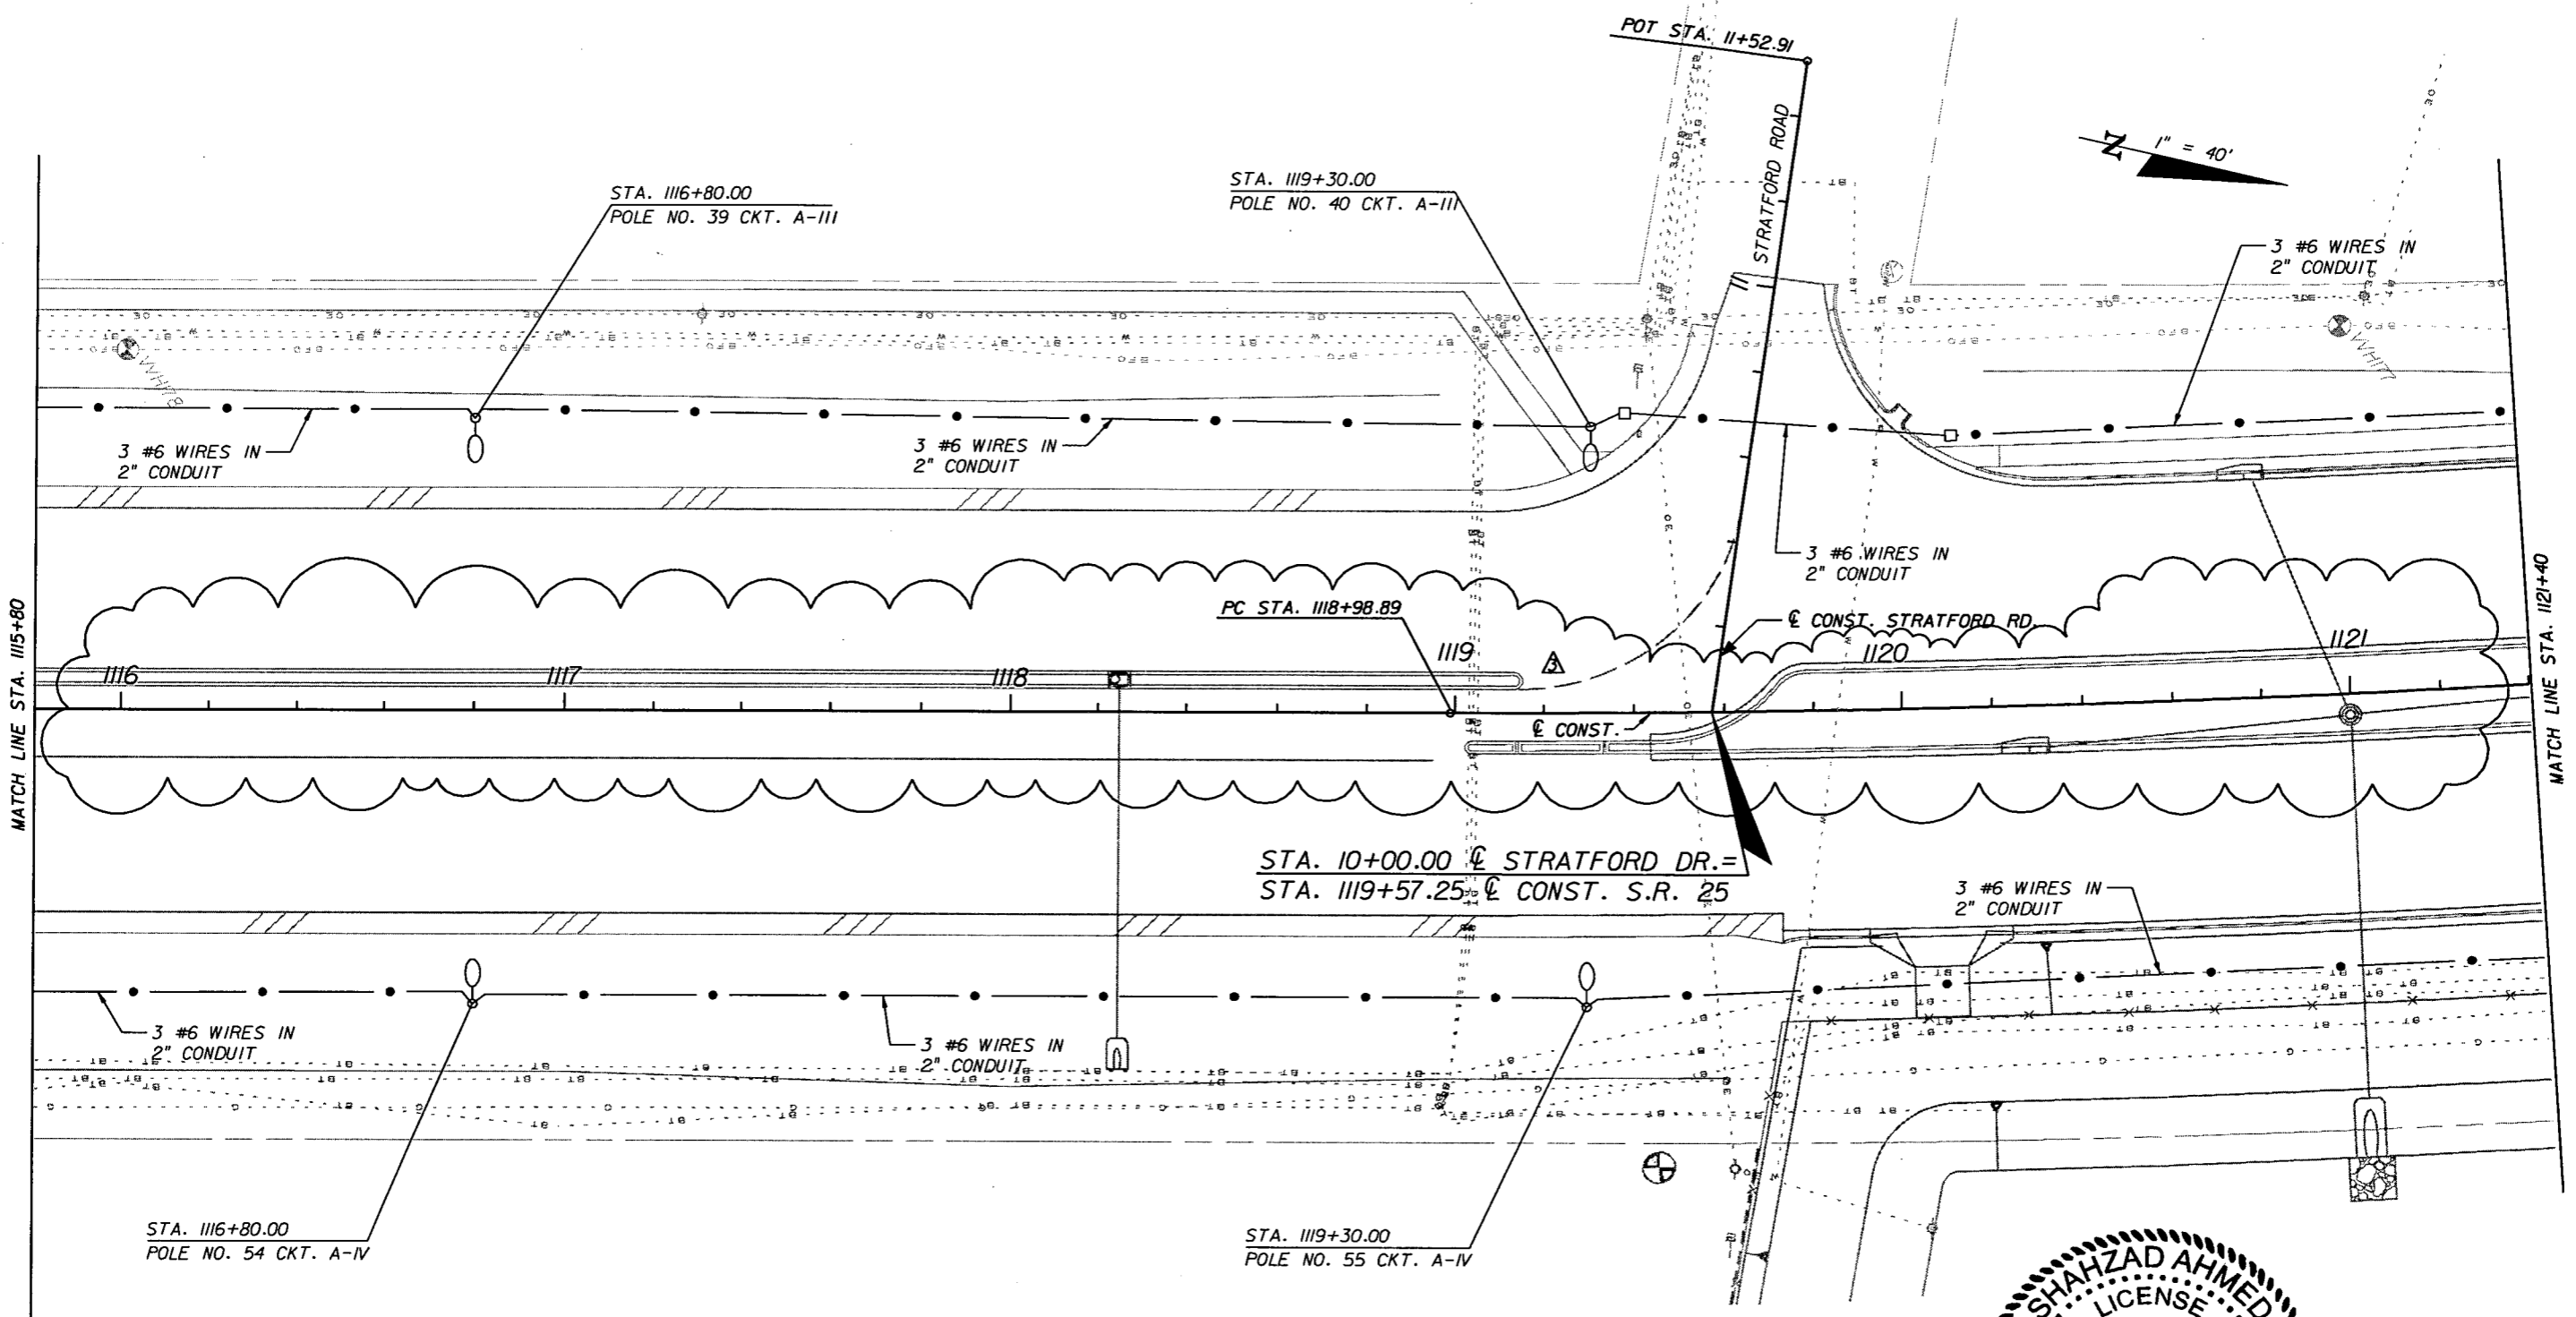 POT STA. 11+52.91
STRATFORD ROAD
N
1" = 40'
STA. 1116+80.00
POLE NO. 39 CKT. A-III
STA. 1119+30.00
POLE NO. 40 CKT. A-III
3 #6 WIRES IN
2" CONDUIT
11
3 #6 WIRES IN
2" CONDUIT
3 #6 WIRES IN
2" CONDUIT
3 #6 WIRES IN
2" CONDUIT
MATCH LINE STA. 1115+80
MATCH LINE STA. 1121+40
PC STA. 1118+98.89
℄ CONST. STRATFORD RD.
1116
1117
1118
1119
3
1120
1121
℄ CONST.
STA. 10+00.00 ℄ STRATFORD DR.=
STA. 1119+57.25 ℄ CONST. S.R. 25
3 #6 WIRES IN
2" CONDUIT
3 #6 WIRES IN
2" CONDUIT
3 #6 WIRES IN
2" CONDUIT
STA. 1116+80.00
POLE NO. 54 CKT. A-IV
STA. 1119+30.00
POLE NO. 55 CKT. A-IV
SHAHZAD AHMED
LICENSE